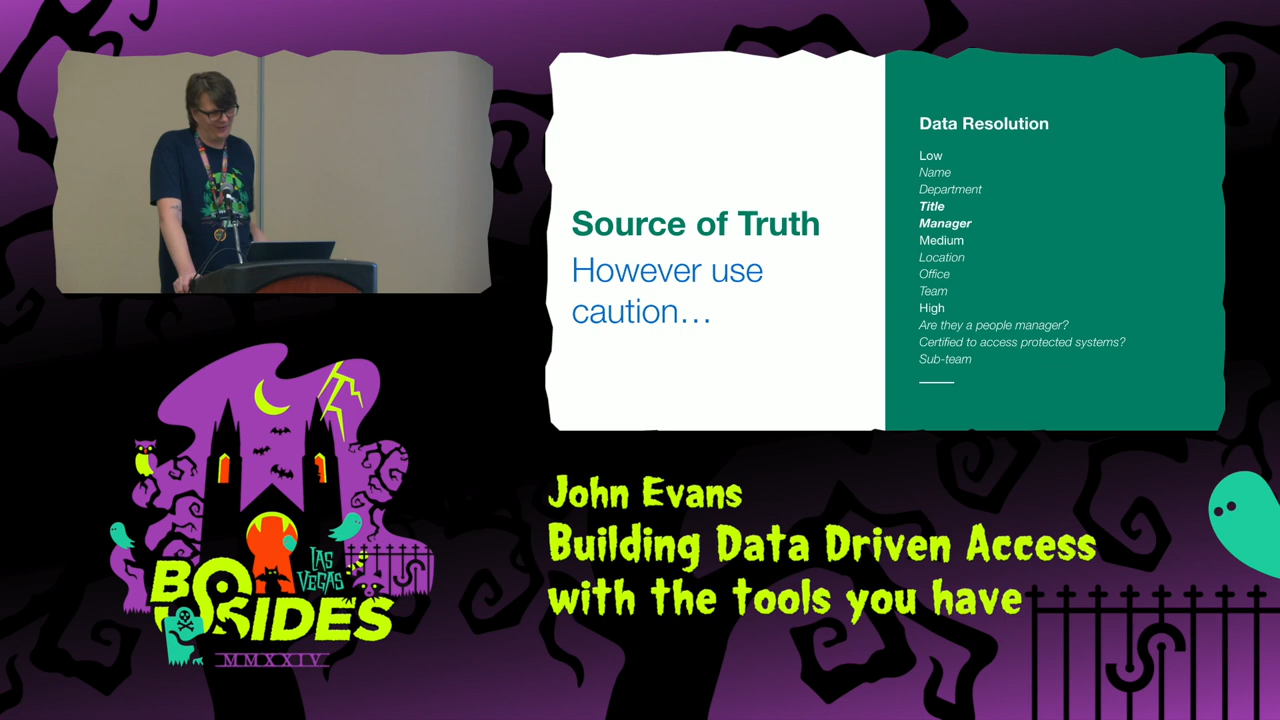 Source of Truth
However use
caution…
Data Resolution
Low
Name
Department
Title
Manager
Medium
Location
Office
Team
High
Are they a people manager?
Certified to access protected systems?
Sub-team
John Evans
Building Data Driven Access
with the tools you have
LAS
VEGAS
BSIDES
MMXXIV